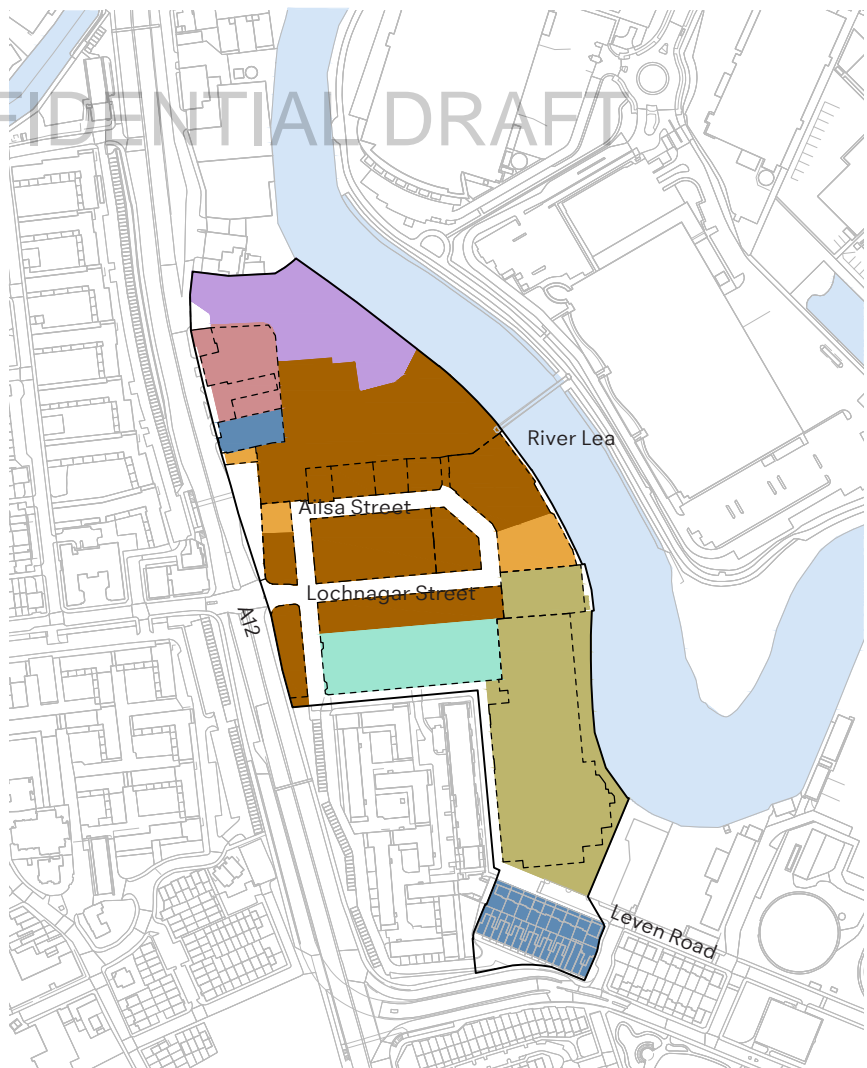 FIDENTIAL DRAFT
River Lea
Ailsa Street
Lochnagar Street
A12
Leven Road